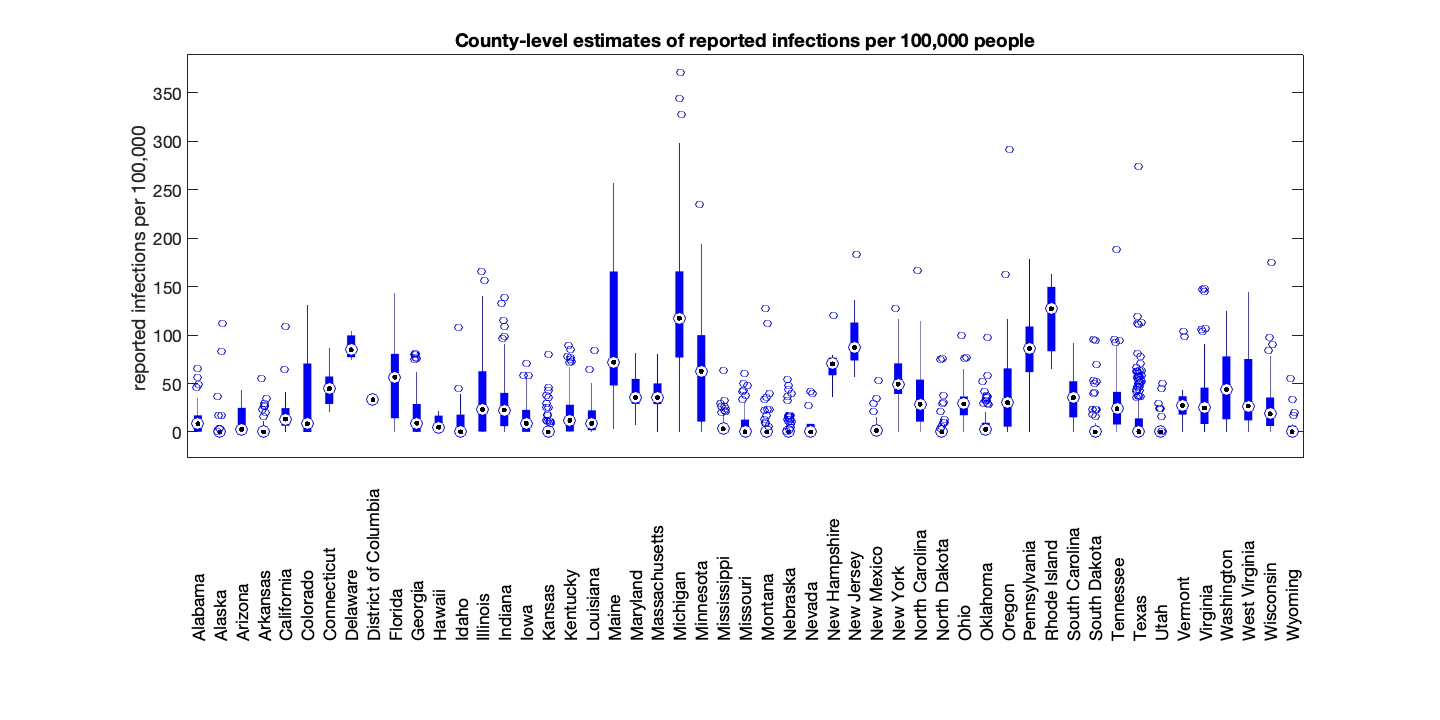 County-level estimates of reported infections per 100,000 people
reported infections per 100,000
350
300
250
200
150
100
50
0
Alabama
Alaska
Arizona
Arkansas
California
Colorado
Connecticut
Delaware
District of Columbia
Florida
Georgia
Hawaii
Idaho
Illinois
Indiana
Iowa
Kansas
Kentucky
Louisiana
Maine
Maryland
Massachusetts
Michigan
Minnesota
Mississippi
Missouri
Montana
Nebraska
Nevada
New Hampshire
New Jersey
New Mexico
New York
North Carolina
North Dakota
Ohio
Oklahoma
Oregon
Pennsylvania
Rhode Island
South Carolina
South Dakota
Tennessee
Texas
Utah
Vermont
Virginia
Washington
West Virginia
Wisconsin
Wyoming